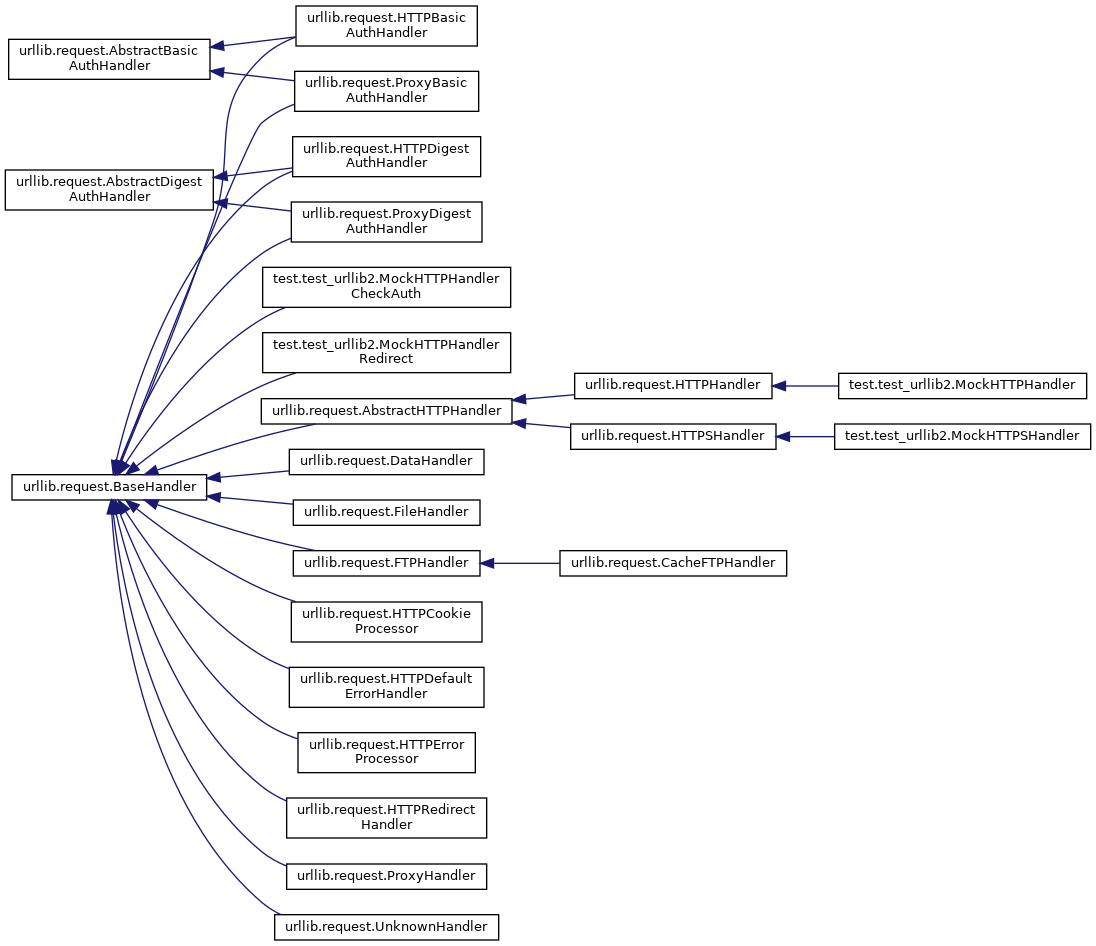 urllib.request.HTTPBasic
AuthHandler
urllib.request.AbstractBasic
AuthHandler
urllib.request.ProxyBasic
AuthHandler
urllib.request.HTTPDigest
AuthHandler
urllib.request.AbstractDigest
AuthHandler
urllib.request.ProxyDigest
AuthHandler
test.test_urllib2.MockHTTPHandler
CheckAuth
test.test_urllib2.MockHTTPHandler
Redirect
urllib.request.HTTPHandler
test.test_urllib2.MockHTTPHandler
urllib.request.AbstractHTTPHandler
urllib.request.HTTPSHandler
test.test_urllib2.MockHTTPSHandler
urllib.request.DataHandler
urllib.request.BaseHandler
urllib.request.FileHandler
urllib.request.FTPHandler
urllib.request.CacheFTPHandler
urllib.request.HTTPCookie
Processor
urllib.request.HTTPDefault
ErrorHandler
urllib.request.HTTPError
Processor
urllib.request.HTTPRedirect
Handler
urllib.request.ProxyHandler
urllib.request.UnknownHandler